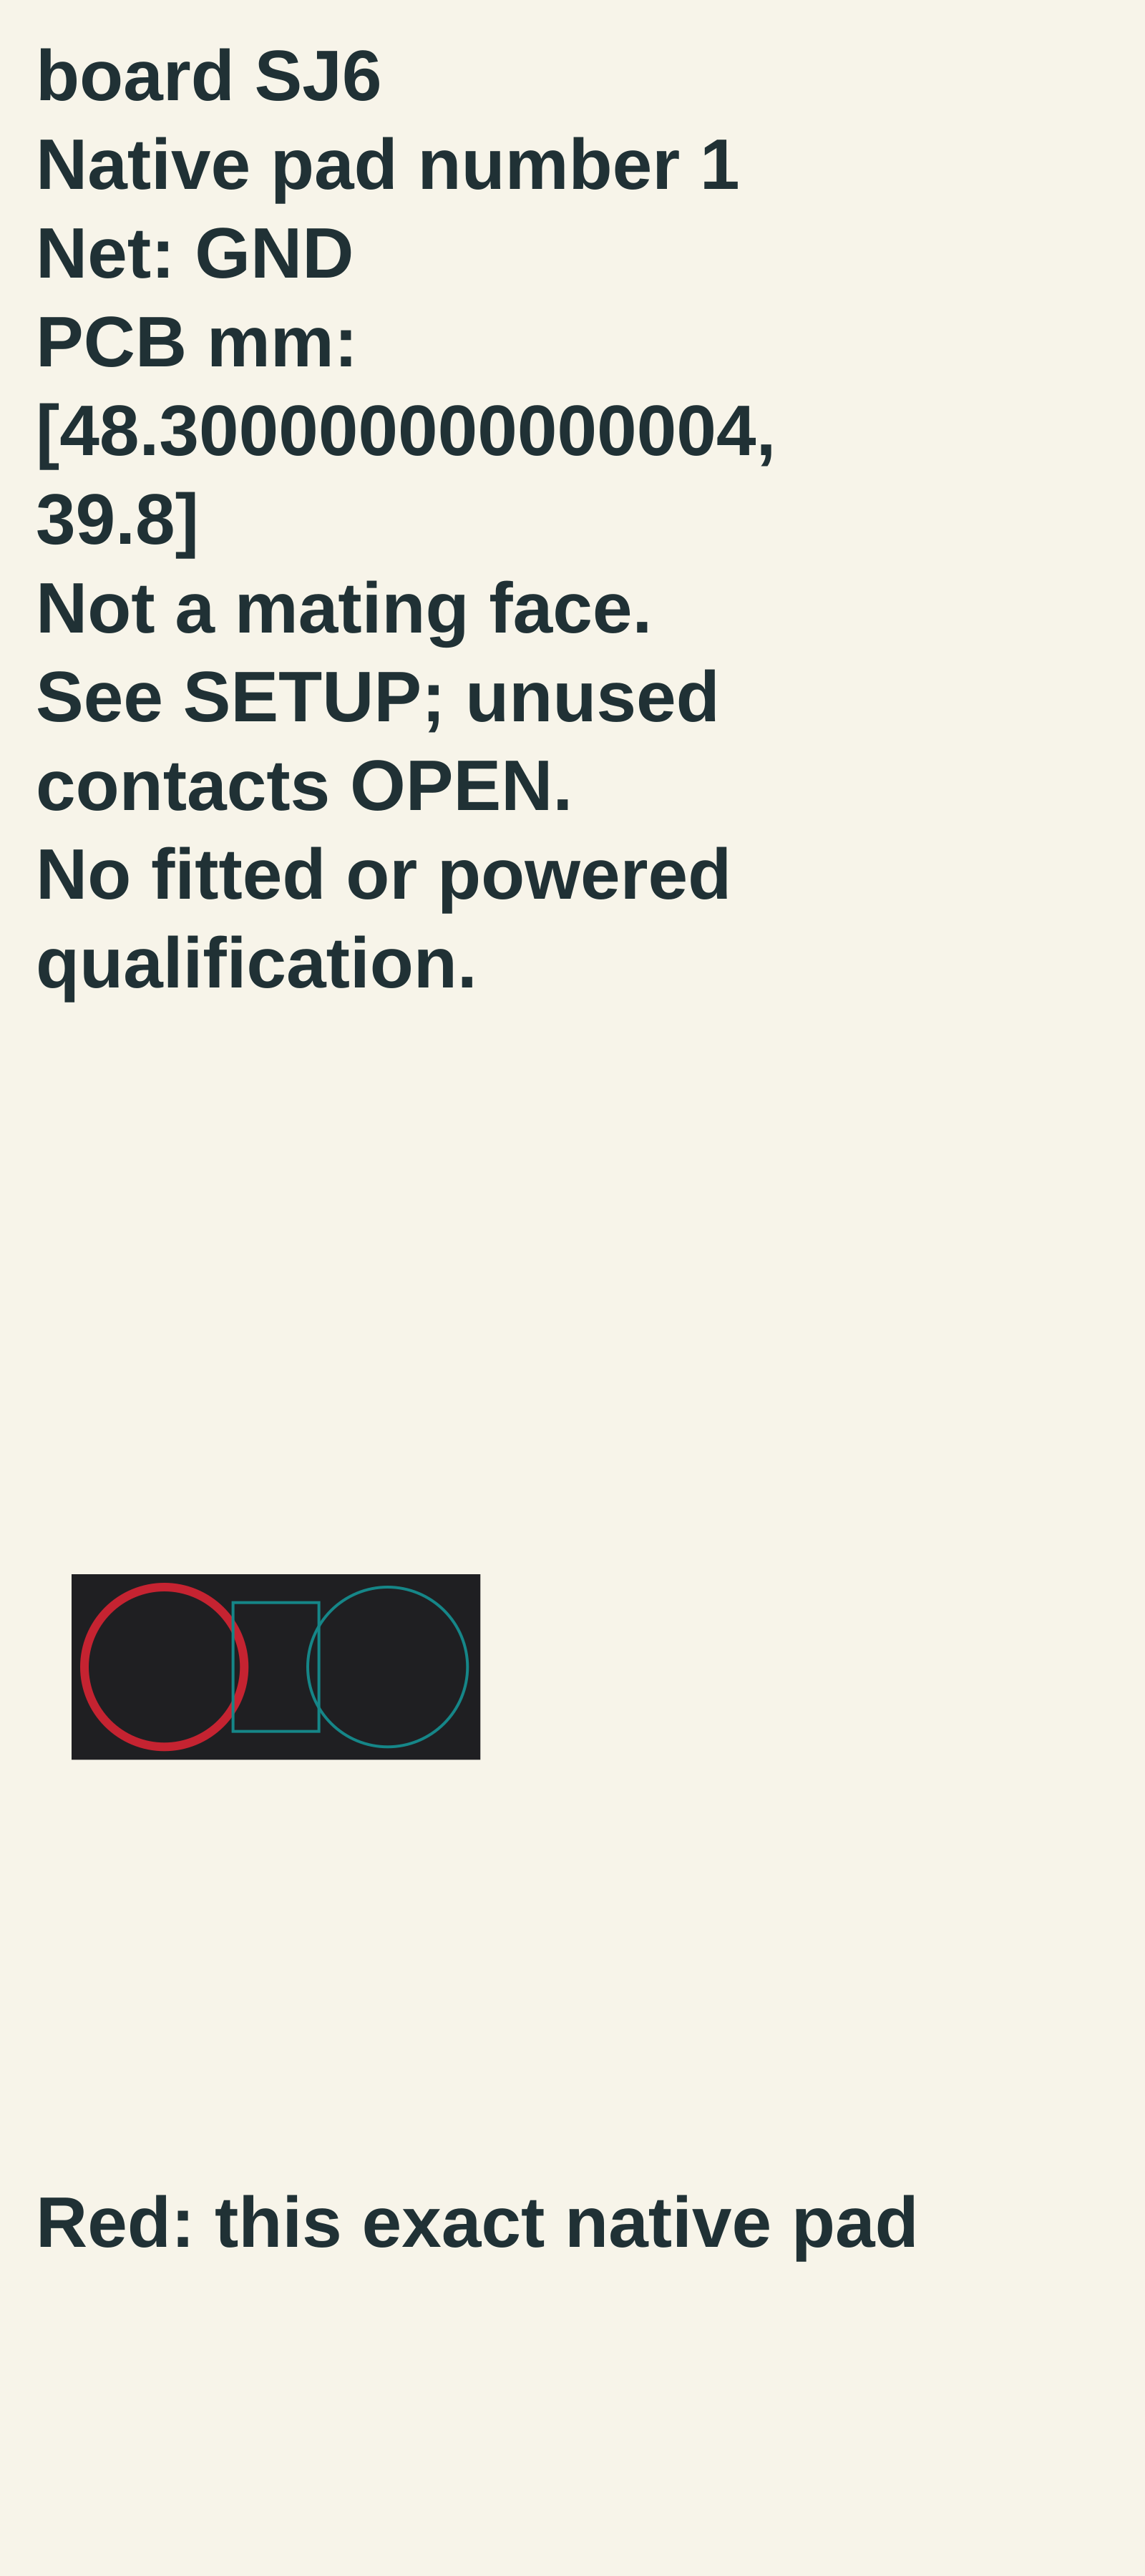 board SJ6
Native pad number 1
Net: GND
PCB mm:
[48.300000000000004,
39.8]
Not a mating face.
See SETUP; unused
contacts OPEN.
No fitted or powered
qualification.
Red: this exact native pad